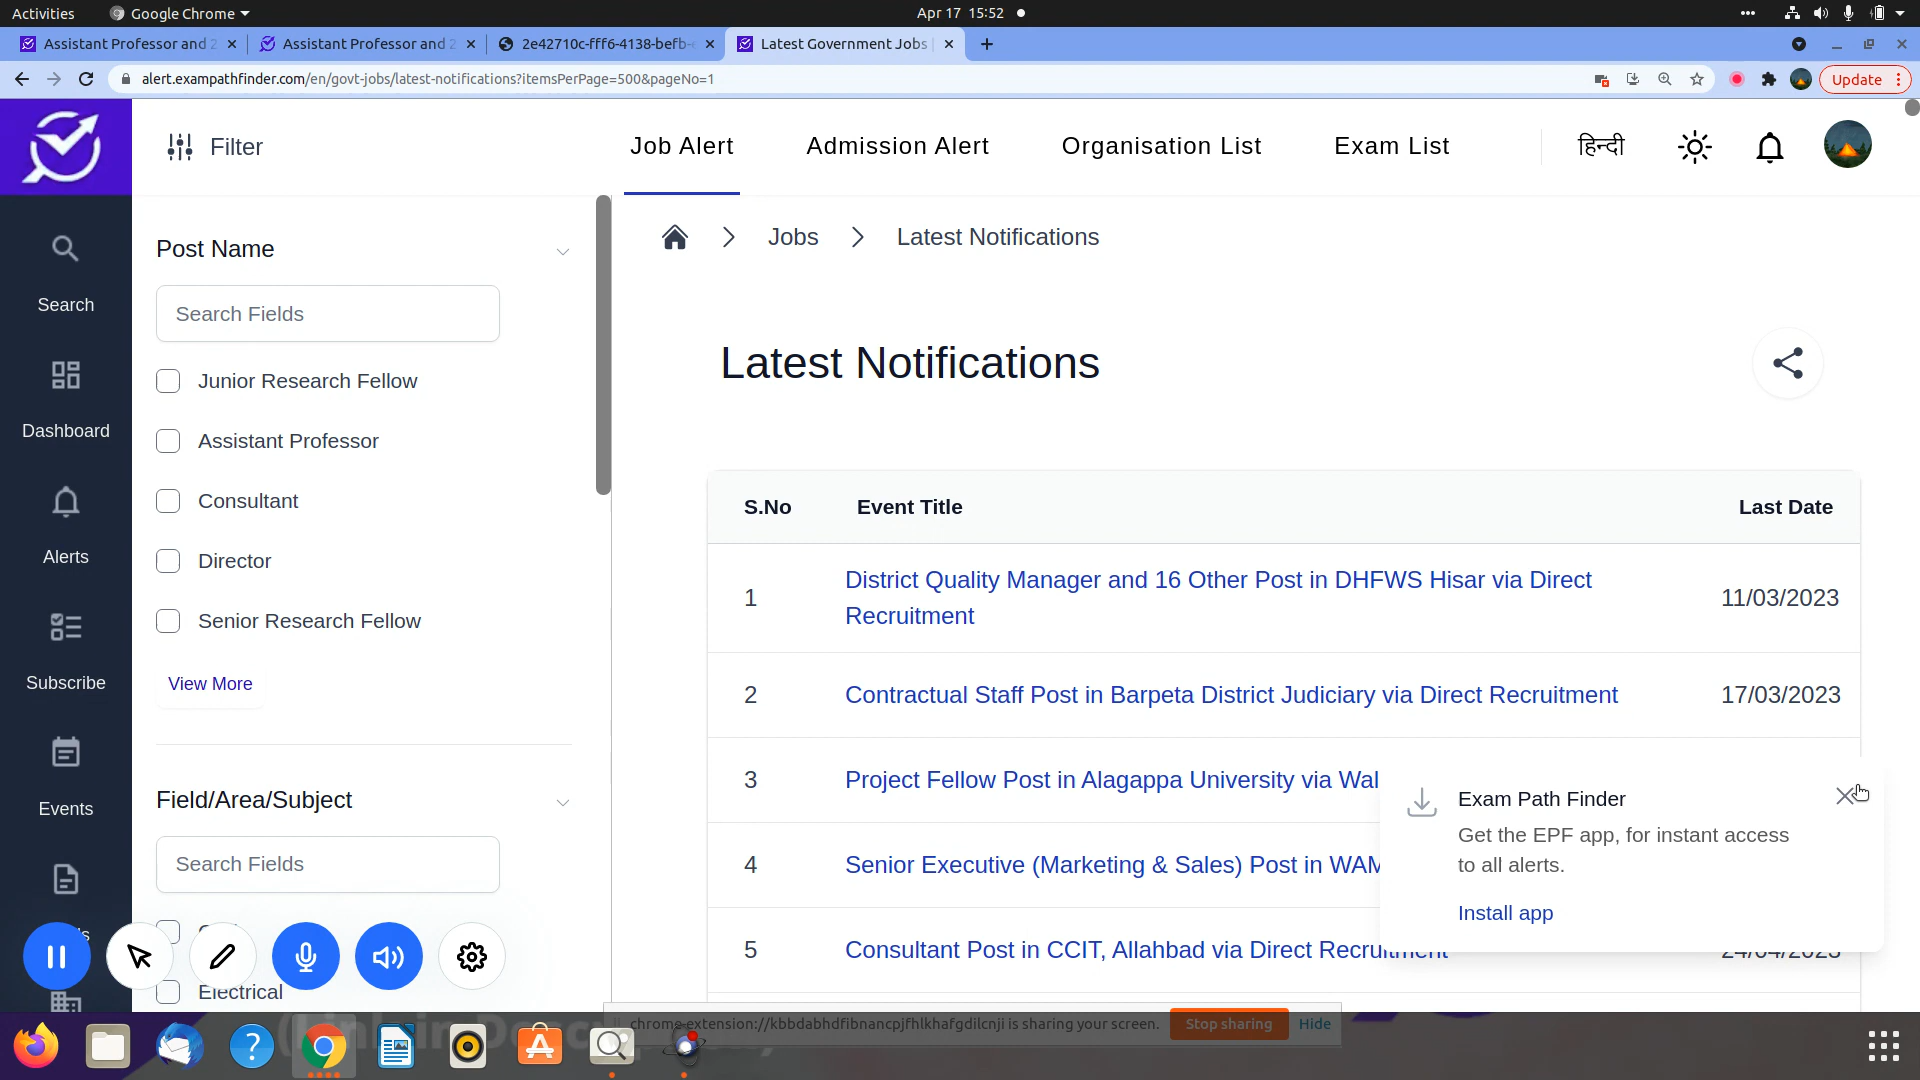 Activities
Google Chrome
Apr 17 15:52
Assistant Professor and 2
Assistant Professor and 2
2e42710c-fff6-4138-befb-e
Latest Government Jobs
alert.exampathfinder.com/en/govt-jobs/latest-notifications?itemsPerPage=500&pageNo=1
Update
Filter
Job Alert
Admission Alert
Organisation List
Exam List
हिन्दी
Search
Dashboard
Alerts
Subscribe
Events
Post Name
Search Fields
Junior Research Fellow
Assistant Professor
Consultant
Director
Senior Research Fellow
View More
Field/Area/Subject
Search Fields
Electrical
Jobs
Latest Notifications
Latest Notifications
S.No Event Title Last Date
1 District Quality Manager and 16 Other Post in DHFWS Hisar via Direct
Recruitment
11/03/2023
2 Contractual Staff Post in Barpeta District Judiciary via Direct Recruitment 17/03/2023
3 Project Fellow Post in Alagappa University via Wal
4 Senior Executive (Marketing & Sales) Post in WAM
5 Consultant Post in CCIT, Allahbad via Direct Recruitment 24/04/2023
Exam Path Finder
Get the EPF app, for instant access
to all alerts.
Install app
chrome-extension://kbbdabhdfibnancpjfhlkhafgdilcnji is sharing your screen.
Stop sharing
Hide